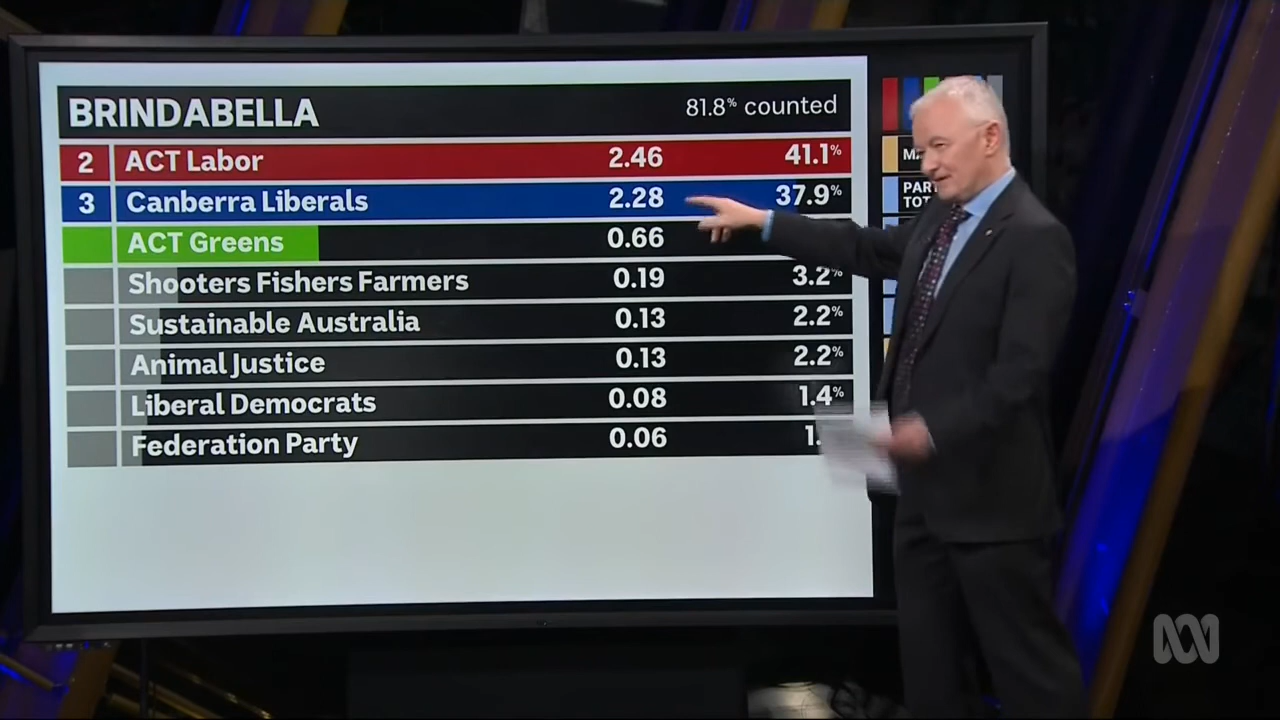 BRINDABELLA 81.8% counted
2 ACT Labor 2.46 41.1%
3 Canberra Liberals 2.28 37.9%
ACT Greens 0.66
Shooters Fishers Farmers 0.19 3.2%
Sustainable Australia 0.13 2.2%
Animal Justice 0.13 2.2%
Liberal Democrats 0.08 1.4%
Federation Party 0.06